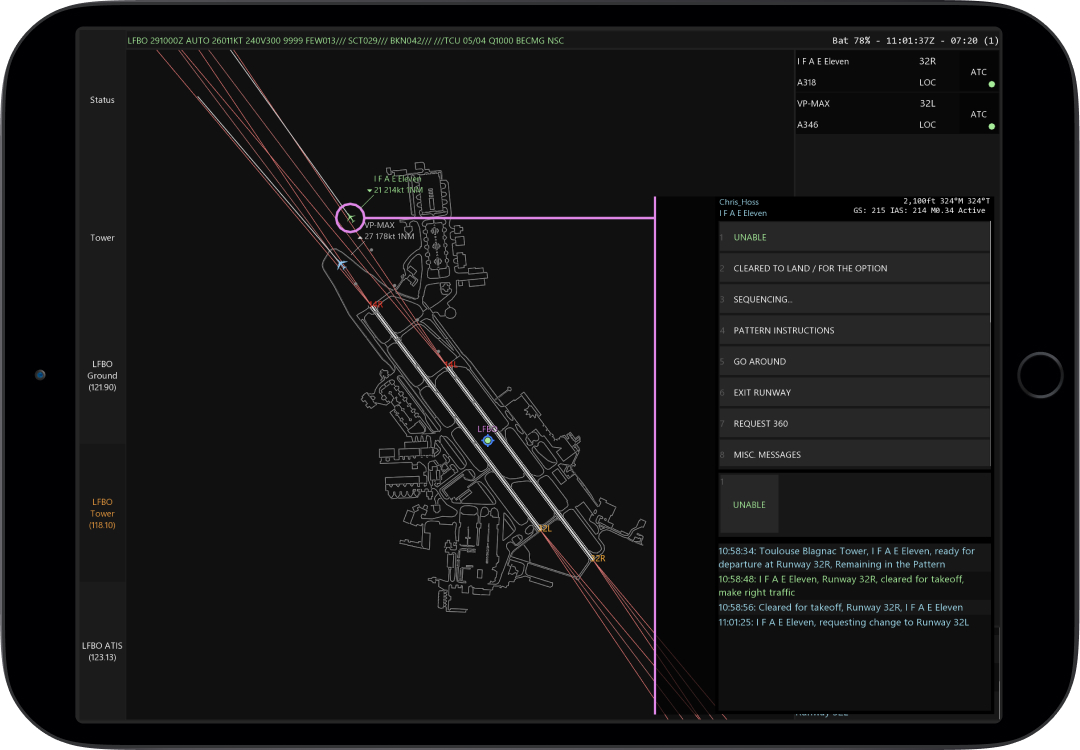 LFBO 291000Z AUTO 26011KT 240V300 9999 FEW013/// SCT029/// BKN042/// ///TCU 05/04 Q1000 BECMG NSC
Bat 78% - 11:01:37Z - 07:20 (1)
Status
Tower
LFBO
Ground
(121.90)
LFBO
Tower
(118.10)
LFBO ATIS
(123.13)
I F A E Eleven
21 214kt 1NM
VP-MAX
27 178kt 1NM
LFBO
32R
I F A E Eleven 32R
ATC
A318 LOC
VP-MAX 32L
ATC
A346 LOC
Chris_Hoss
I F A E Eleven
2,100ft 324°M 324°T
GS: 215 IAS: 214 M0.34 Active
1 UNABLE
2 CLEARED TO LAND / FOR THE OPTION
3 SEQUENCING..
4 PATTERN INSTRUCTIONS
5 GO AROUND
6 EXIT RUNWAY
7 REQUEST 360
8 MISC. MESSAGES
1
UNABLE
10:58:34: Toulouse Blagnac Tower, I F A E Eleven, ready for
departure at Runway 32R, Remaining in the Pattern
10:58:48: I F A E Eleven, Runway 32R, cleared for takeoff,
make right traffic
10:58:56: Cleared for takeoff, Runway 32R, I F A E Eleven
11:01:25: I F A E Eleven, requesting change to Runway 32L